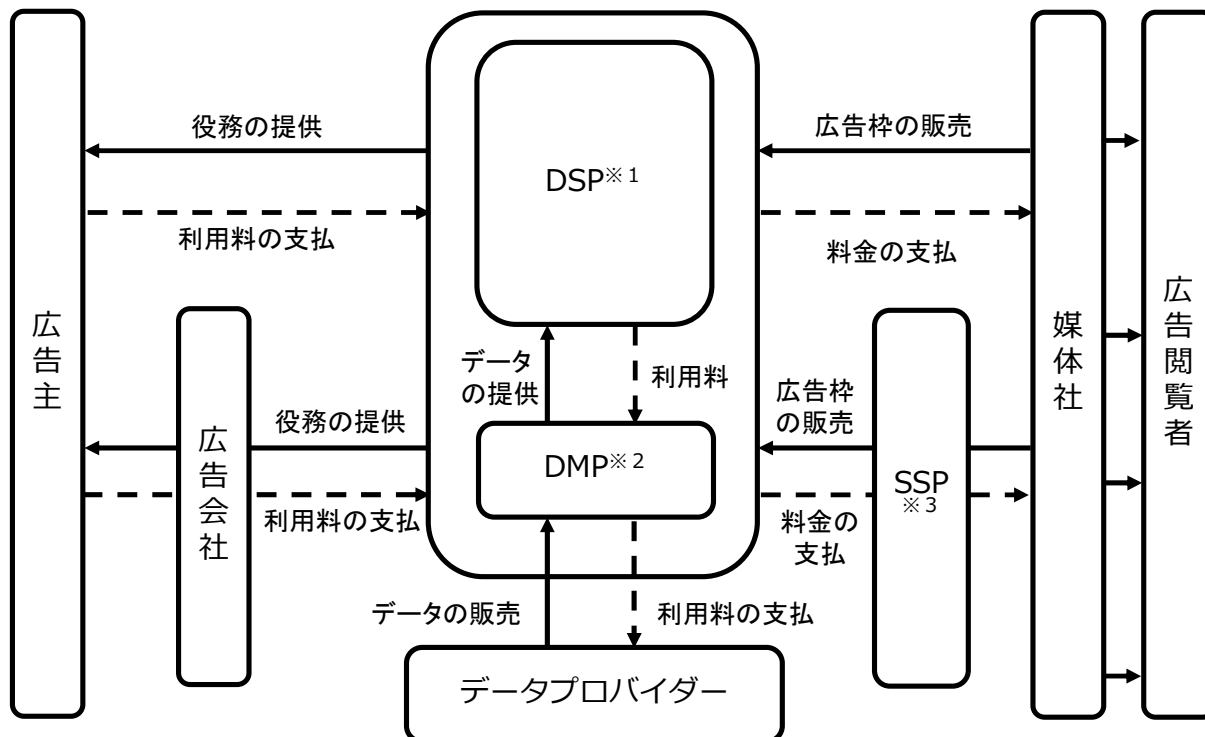 役務の提供
広告枠の販売
DSP※1
利用料の支払
料金の支払
広告主
媒体社
広告閲覧者
データ
の提供
利用料
広告枠
の販売
役務の提供
広告会社
DMP※2
SSP
※3
利用料の支払
料金の
支払
データの販売
利用料の支払
データプロバイダー